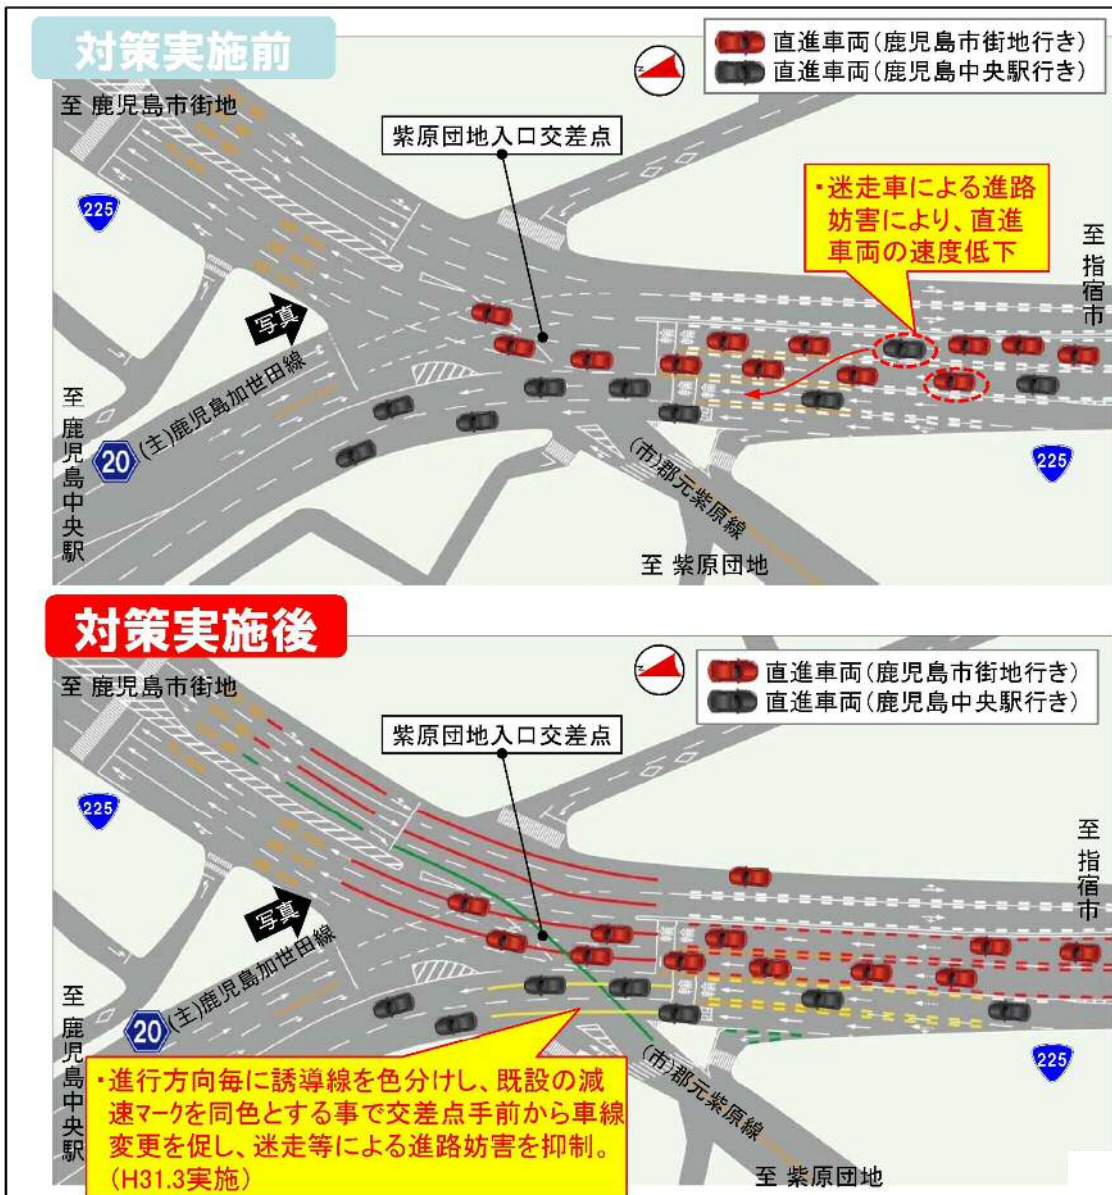 対策実施前
直進車両(鹿児島市街地行き)
直進車両(鹿児島中央駅行き)
至 鹿児島市街地
紫原団地入口交差点
225
・迷走車による進路
妨害により、直進
車両の速度低下
至 指宿市
写真
(主)鹿児島加世田線
20
至 鹿児島中央駅
(市)郡元紫原線
225
至 紫原団地
対策実施後
直進車両(鹿児島市街地行き)
直進車両(鹿児島中央駅行き)
至 鹿児島市街地
紫原団地入口交差点
225
至 指宿市
写真
(主)鹿児島加世田線
20
至 鹿児島中央駅
(市)郡元紫原線
225
・進行方向毎に誘導線を色分けし、既設の減
速マークを同色とする事で交差点手前から車線
変更を促し、迷走等による進路妨害を抑制。
(H31.3実施)
至 紫原団地